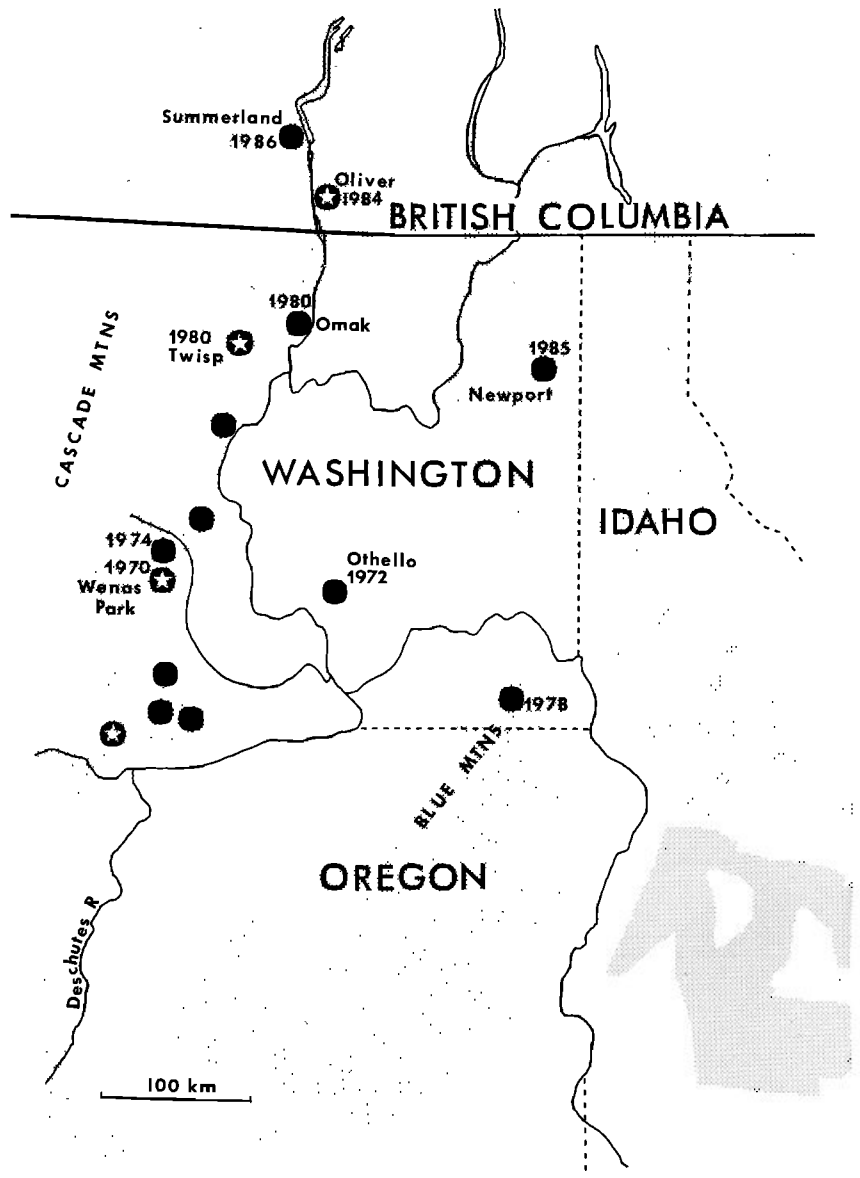 Summerland
1986
Oliver
1984
BRITISH COLUMBIA
CASCADE MTNS
1980
Omak
1980
Twisp
1985
Newport
WASHINGTON
IDAHO
1974
1970
Wenas
Park
Othello
1972
1978
BLUE MTNS
OREGON
Deschutes R
100 km